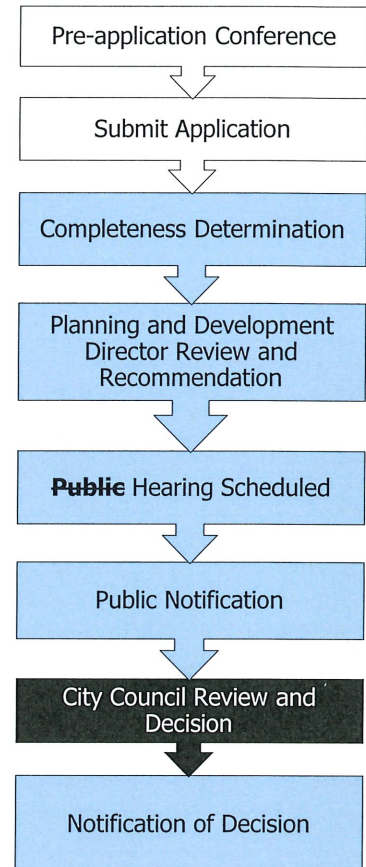 Pre-application Conference
Submit Application
Completeness Determination
Planning and Development
Director Review and
Recommendation
Public Hearing Scheduled
Public Notification
City Council Review and
Decision
Notification of Decision